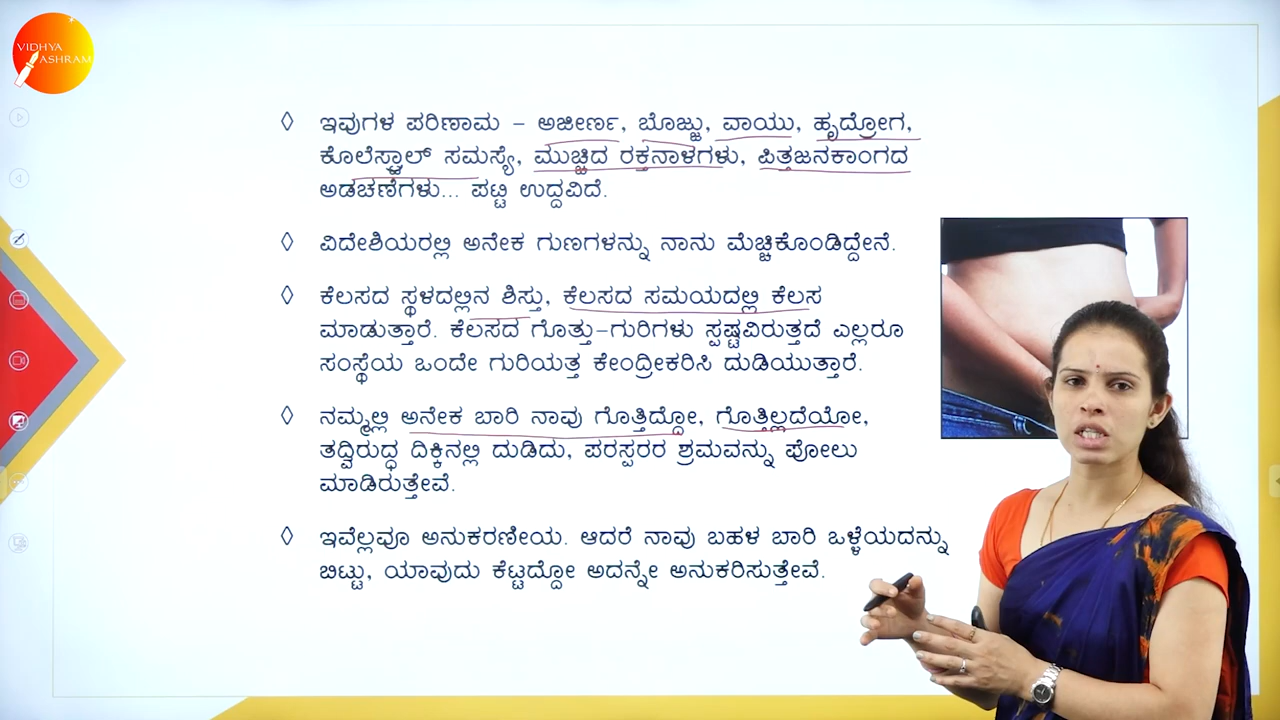 VIDHYA
ASHRAM
◊ ಇವುಗಳ ಪರಿಣಾಮ – ಅಜೀರ್ಣ, ಬೊಜ್ಜು, ವಾಯು, ಹೃದ್ರೋಗ,
ಕೊಲೆಸ್ಟ್ರಾಲ್ ಸಮಸ್ಯೆ, ಮುಚ್ಚಿದ ರಕ್ತನಾಳಗಳು, ಪಿತ್ತಜನಕಾಂಗದ
ಅಡಚಣೆಗಳು... ಪಟ್ಟಿ ಉದ್ದವಿದೆ.
◊ ವಿದೇಶಿಯರಲ್ಲಿ ಅನೇಕ ಗುಣಗಳನ್ನು ನಾನು ಮೆಚ್ಚಿಕೊಂಡಿದ್ದೇನೆ.
◊ ಕೆಲಸದ ಸ್ಥಳದಲ್ಲಿನ ಶಿಸ್ತು, ಕೆಲಸದ ಸಮಯದಲ್ಲಿ ಕೆಲಸ
ಮಾಡುತ್ತಾರೆ. ಕೆಲಸದ ಗೊತ್ತು–ಗುರಿಗಳು ಸ್ಪಷ್ಟವಿರುತ್ತದೆ ಎಲ್ಲರೂ
ಸಂಸ್ಥೆಯ ಒಂದೇ ಗುರಿಯತ್ತ ಕೇಂದ್ರೀಕರಿಸಿ ದುಡಿಯುತ್ತಾರೆ.
◊ ನಮ್ಮಲ್ಲಿ ಅನೇಕ ಬಾರಿ ನಾವು ಗೊತ್ತಿದ್ದೋ, ಗೊತ್ತಿಲ್ಲದೆಯೋ,
ತದ್ವಿರುದ್ಧ ದಿಕ್ಕಿನಲ್ಲಿ ದುಡಿದು, ಪರಸ್ಪರರ ಶ್ರಮವನ್ನು ಪೋಲು
ಮಾಡಿರುತ್ತೇವೆ.
◊ ಇವೆಲ್ಲವೂ ಅನುಕರಣೀಯ. ಆದರೆ ನಾವು ಬಹಳ ಬಾರಿ ಒಳ್ಳೆಯದನ್ನು
ಬಿಟ್ಟು, ಯಾವುದು ಕೆಟ್ಟದ್ದೋ ಅದನ್ನೇ ಅನುಕರಿಸುತ್ತೇವೆ.